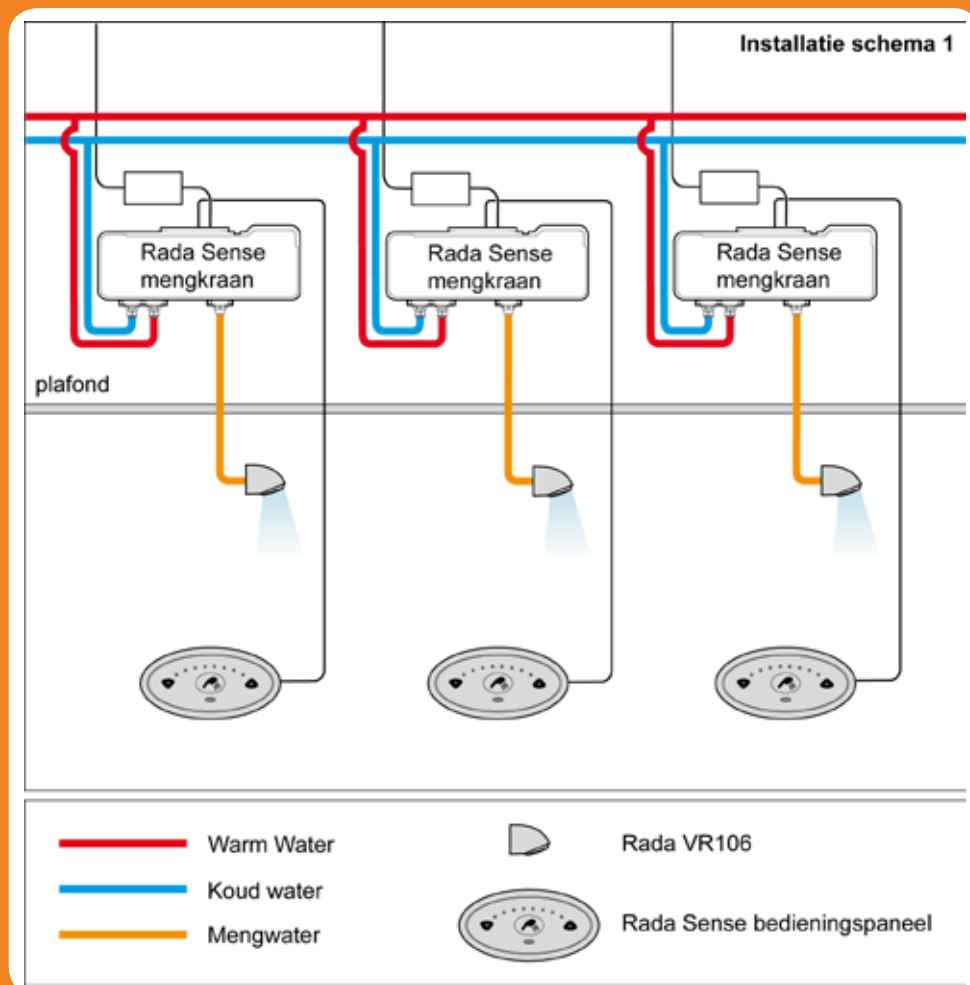 Installatie schema 1
Rada Sense
mengkraan
Rada Sense
mengkraan
Rada Sense
mengkraan
plafond
Warm Water
Koud water
Mengwater
Rada VR106
Rada Sense bedieningspaneel